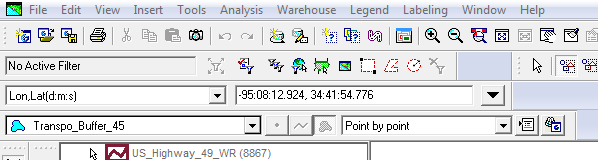 File Edit View Insert Tools Analysis Warehouse Legend Labeling Window Help
No Active Filter
Lon,Lat(d:m:s) -95:08:12.924, 34:41:54.776
Transpo_Buffer_45 Point by point
US_Highway_49_WR (8867)